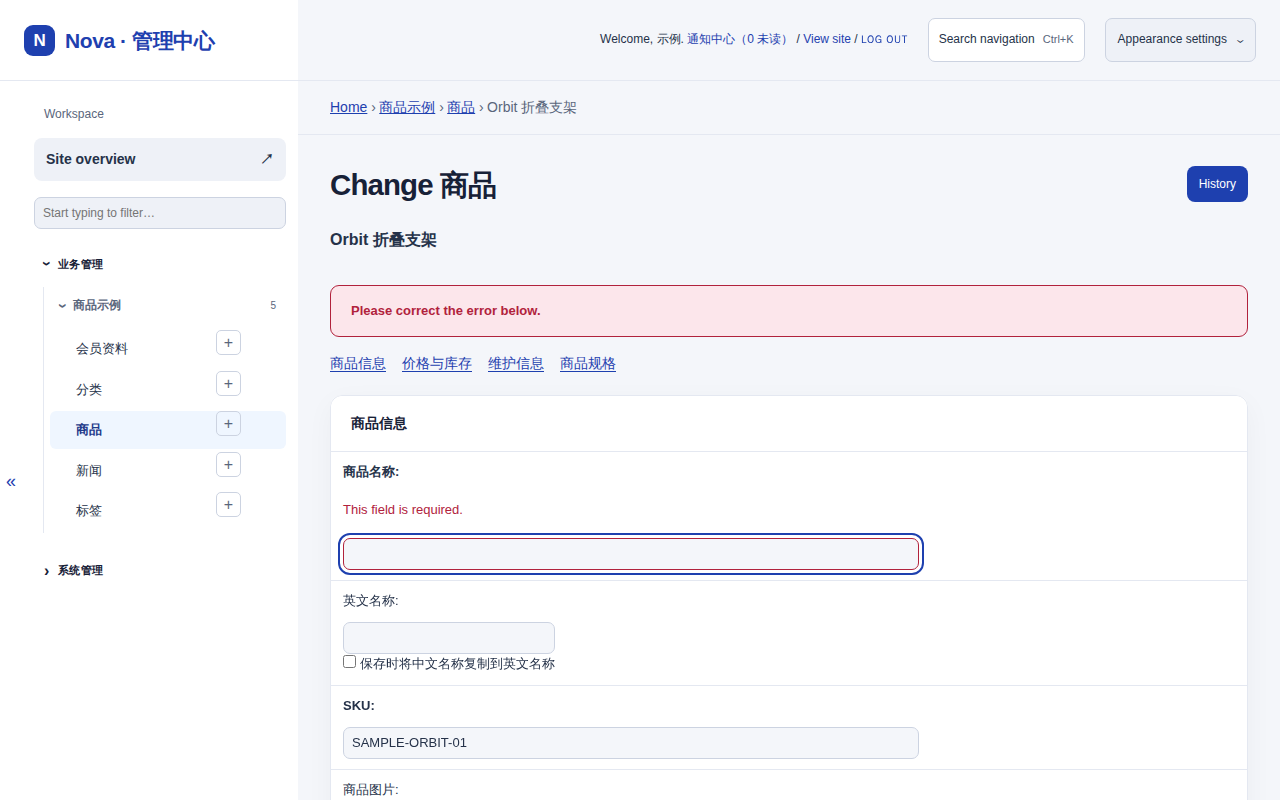 N Nova · 管理中心
Welcome, 示例. 通知中心（0 未读） / View site / LOG OUT
Search navigation Ctrl+K
Appearance settings
Workspace
Site overview
Start typing to filter…
业务管理
商品示例 5
会员资料 +
分类 +
商品 +
新闻 +
标签 +
系统管理
«
Home › 商品示例 › 商品 › Orbit 折叠支架
Change 商品
History
Orbit 折叠支架
Please correct the error below.
商品信息 价格与库存 维护信息 商品规格
商品信息
商品名称:
This field is required.
英文名称:
保存时将中文名称复制到英文名称
SKU:
SAMPLE-ORBIT-01
商品图片: